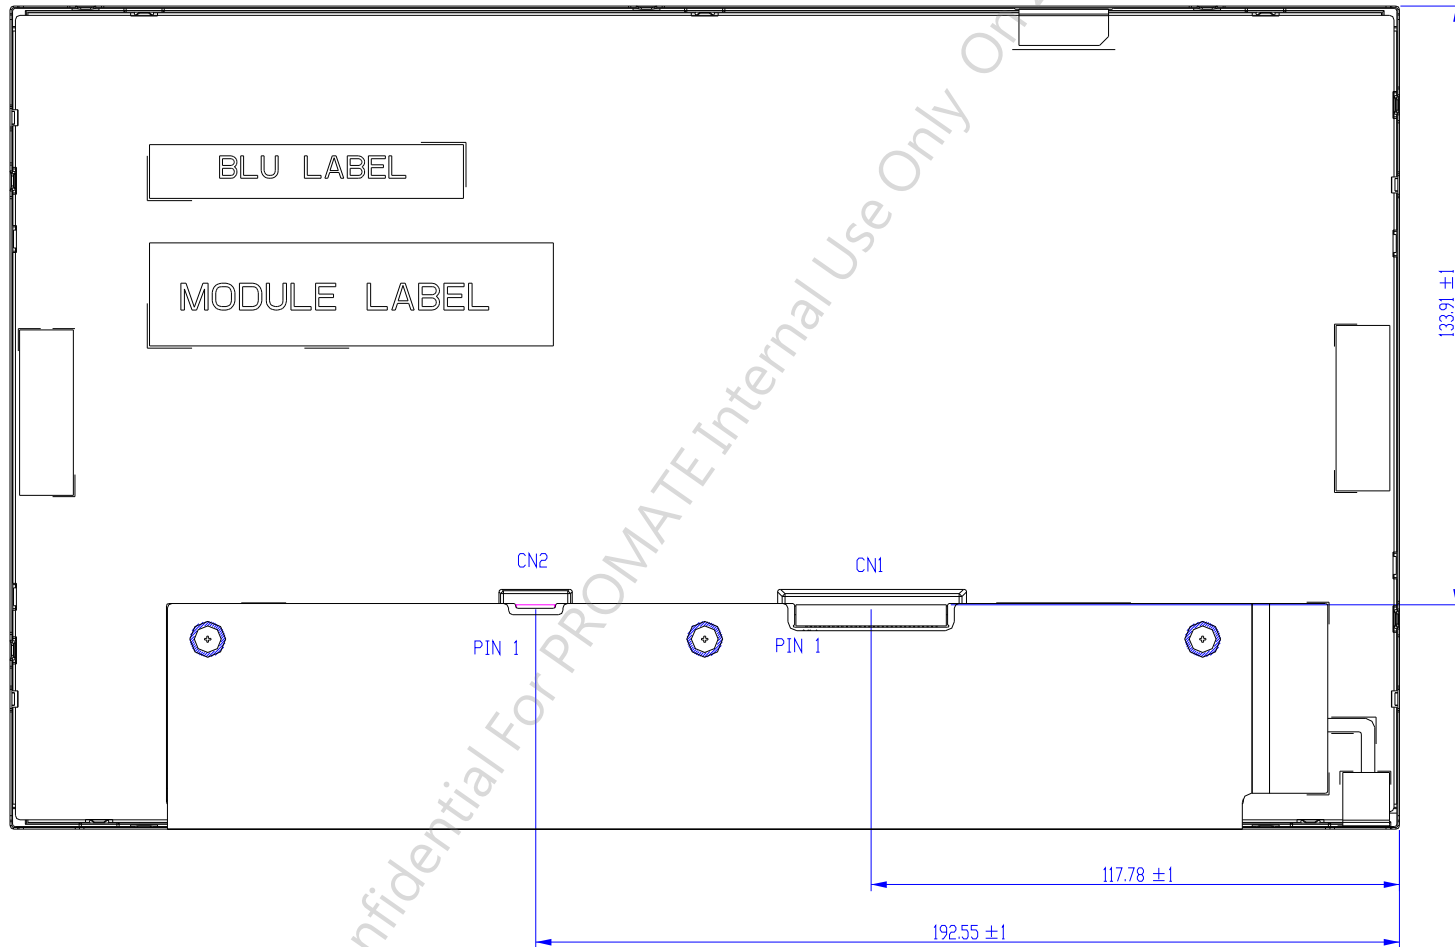 BLU LABEL
MODULE LABEL
133.91 ±1
CN2
CN1
PIN 1
PIN 1
117.78 ±1
192.55 ±1
nfidential For PROMATE Internal Use Only